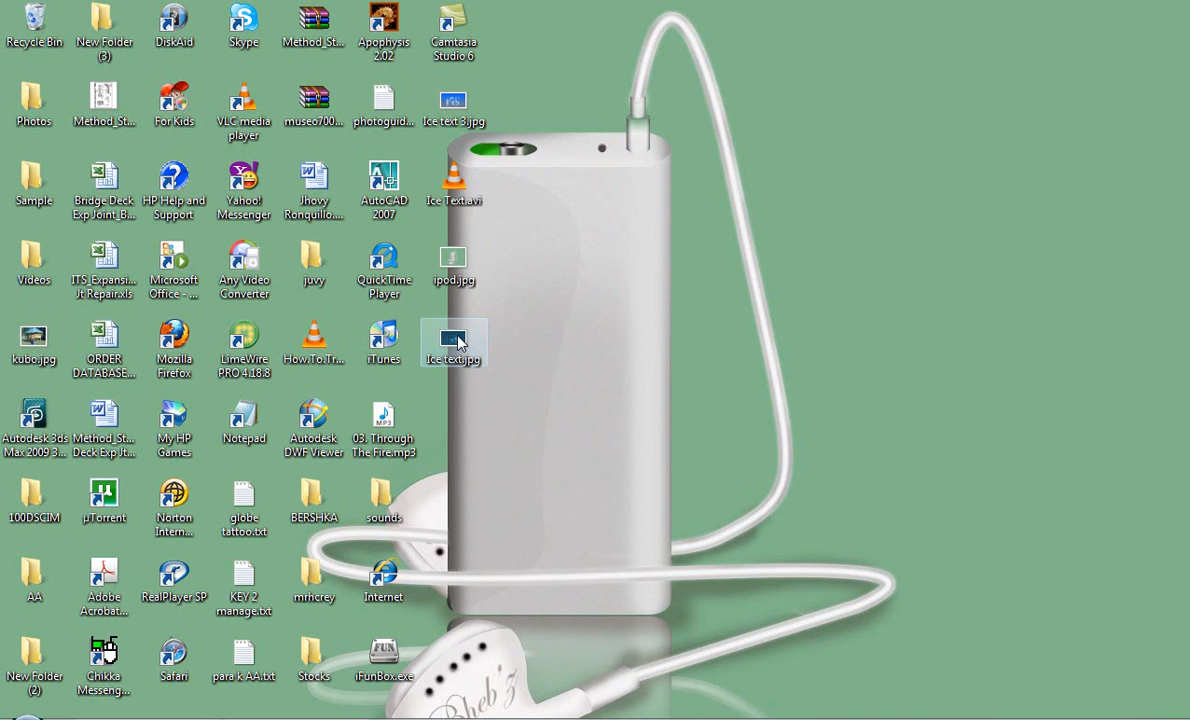 Recycle Bin
New Folder
(3)
DiskAid
Skype
Method_St...
Apophysis
2.02
Camtasia
Studio 6
Photos
Method_St...
For Kids
VLC media
player
museo700...
photoguid...
Ice text 3.jpg
Sample
Bridge Deck
Exp Joint_B...
HP Help and
Support
Yahoo!
Messenger
Jhovy
Ronquillo....
AutoCAD
2007
Ice Text.avi
Videos
ITS_Expansi...
Jt Repair.xls
Microsoft
Office - ...
Any Video
Converter
juvy
QuickTime
Player
ipod.jpg
kubo.jpg
ORDER
DATABASE...
Mozilla
Firefox
LimeWire
PRO 4.18.8
How.To.Tr...
iTunes
Ice text.jpg
Autodesk 3ds
Max 2009 3...
Method_St...
Deck Exp Jt...
My HP
Games
Notepad
Autodesk
DWF Viewer
MP3
03. Through
The Fire.mp3
100DSCIM
µTorrent
Norton
Intern...
globe
tattoo.txt
BERSHKA
sounds
AA
Adobe
Acrobat...
RealPlayer SP
KEY 2
manage.txt
mrhcrey
Internet
New Folder
(2)
Chikka
Messeng...
Safari
para k AA.txt
Stocks
FUN
iFunBox.exe
Bheb'z